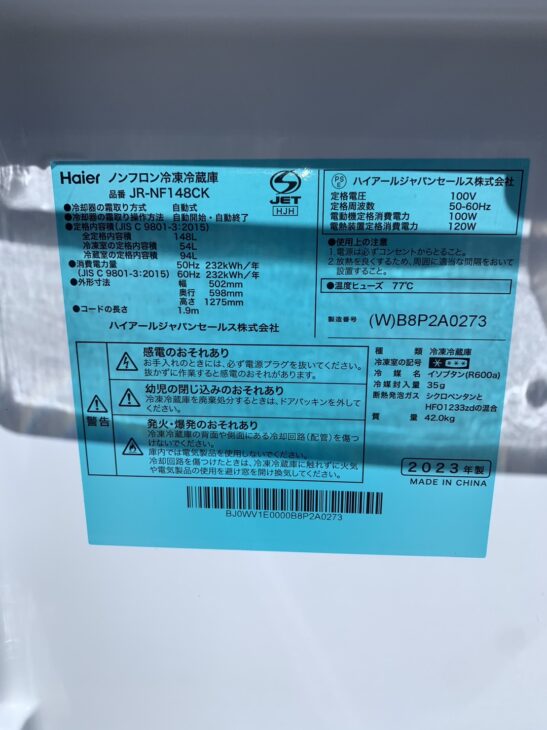 Haier ノンフロン冷凍冷蔵庫
品番 JR-NF148CK
●冷却器の霜取り方式 自動式
●冷却器の霜取り操作方法 自動開始・自動終了
●定格内容積(JIS C 9801-3:2015)
全定格内容積 148L
冷凍室の定格内容積 54L
冷蔵室の定格内容積 94L
●消費電力量 50Hz 232kWh/年
(JIS C 9801-3:2015) 60Hz 232kWh/年
●外形寸法 幅 502mm
奥行 598mm
高さ 1275mm
●コードの長さ 1.9m
ハイアールジャパンセールス株式会社
S
JET
HJH
PS
E
ハイアールジャパンセールス株式会社
定格電圧 100V
定格周波数 50-60Hz
電動機定格消費電力 100W
電熱装置定格消費電力 120W
●使用上の注意
1.電源は必ずコンセントからとること。
2.放熱を良くするため、周囲に適当な間隔をおいて
設置すること。
●温度ヒューズ 77℃
製造番号 (W)B8P2A0273
警告
感電のおそれあり
お手入れのときには、必ず電源プラグを抜いてください。
抜かずに作業すると感電のおそれがあります。
幼児の閉じ込みのおそれあり
冷凍冷蔵庫を廃棄処分するときは、ドアパッキンを外して
ください。
発火・爆発のおそれあり
冷凍冷蔵庫の背面や側面にある冷却回路(配管)を傷つ
けないでください。
庫内では電気製品を使用しないでください。
冷却回路を傷つけたときは、冷凍冷蔵庫に触れずに火気
や電気製品の使用を避け窓を開け換気してください。
種類 冷凍冷蔵庫
冷凍室の記号 ＊＊＊＊
冷媒名 イソブタン(R600a)
冷媒封入量 35g
断熱発泡ガス シクロペンタンと
HFO1233zdの混合
質量 42.0kg
2023年製
MADE IN CHINA
BJ0WV1E0000B8P2A0273